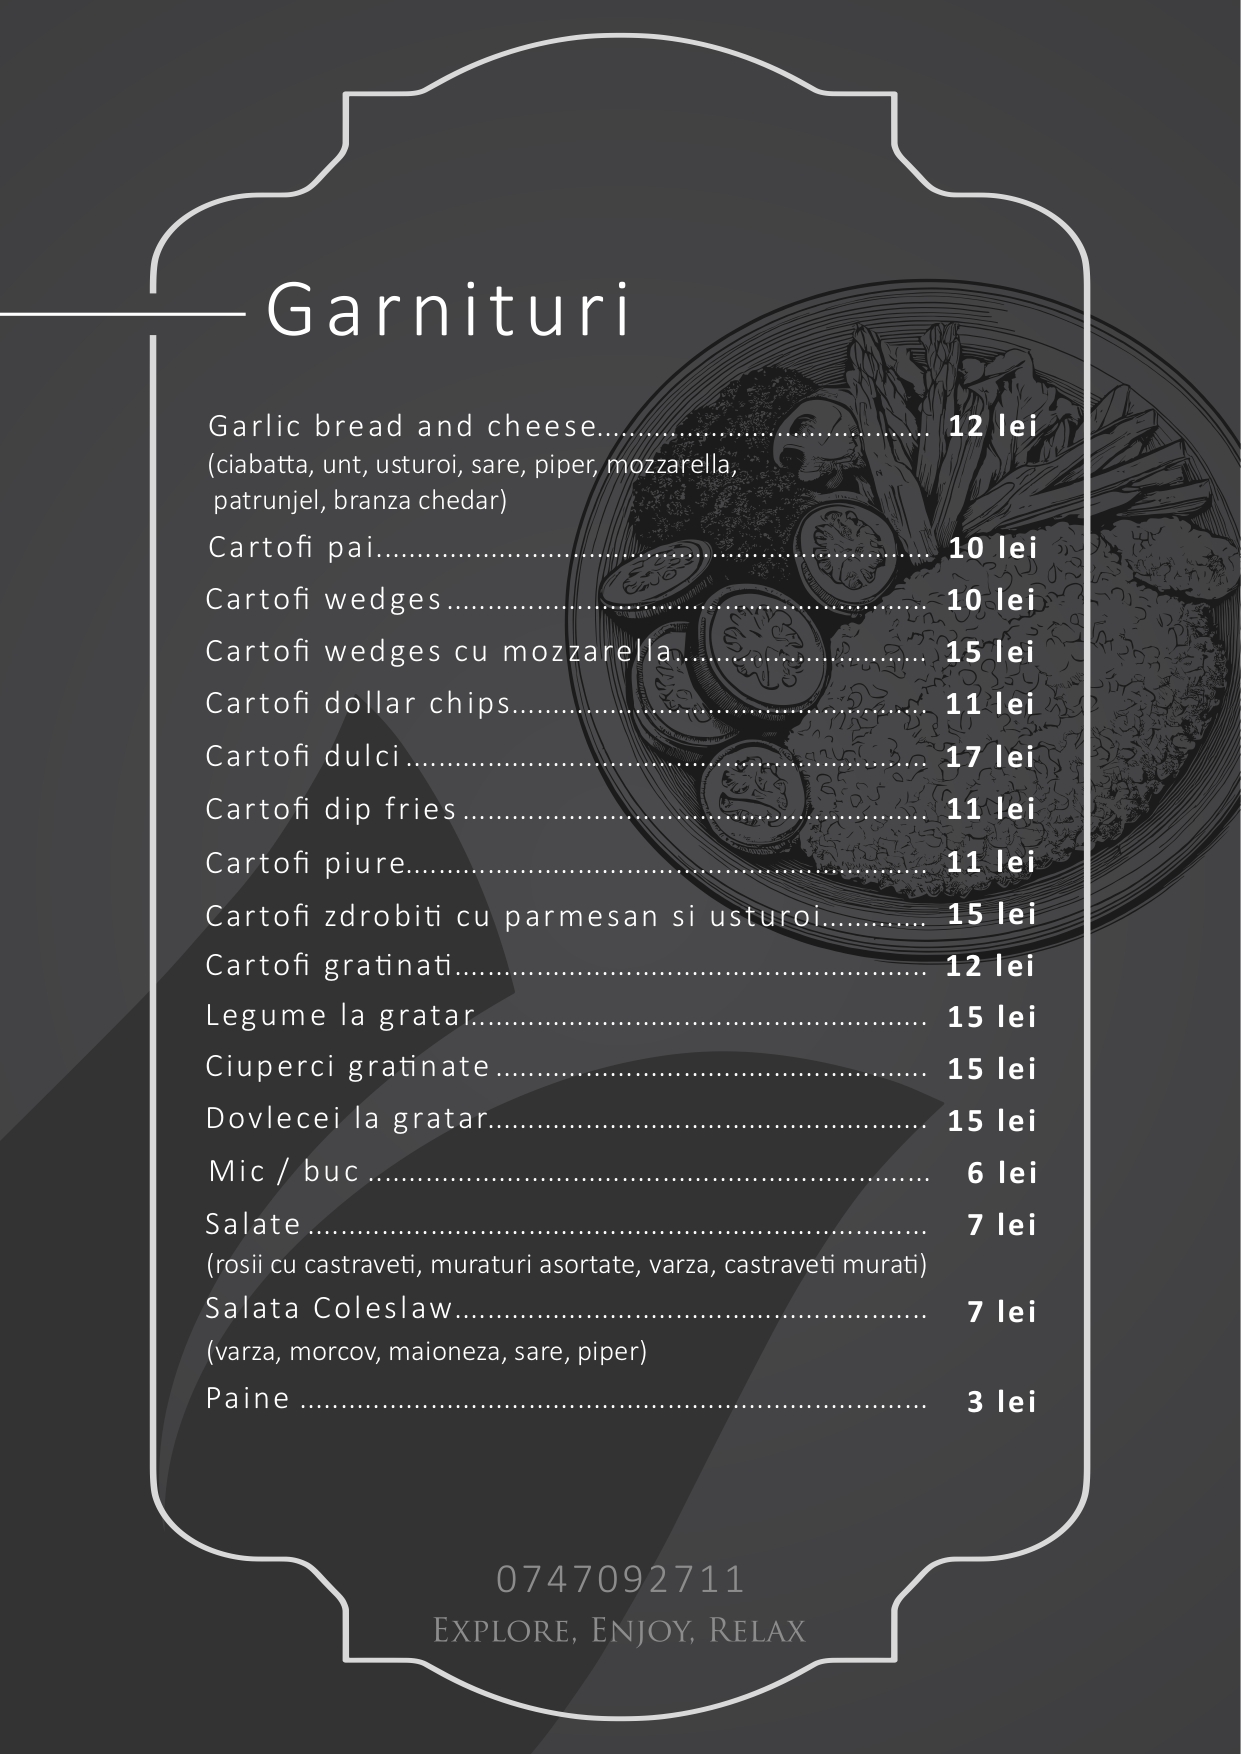 Garnituri
Garlic bread and cheese........................................ 12 lei
(ciabatta, unt, usturoi, sare, piper, mozzarella,
patrunjel, branza chedar)
Cartofi pai.................................................................. 10 lei
Cartofi wedges.......................................................... 10 lei
Cartofi wedges cu mozzarella.............................. 15 lei
Cartofi dollar chips.................................................. 11 lei
Cartofi dulci............................................................... 17 lei
Cartofi dip fries........................................................ 11 lei
Cartofi piure.............................................................. 11 lei
Cartofi zdrobiti cu parmesan si usturoi............. 15 lei
Cartofi gratinati........................................................ 12 lei
Legume la gratar....................................................... 15 lei
Ciuperci gratinate.................................................... 15 lei
Dovlecei la gratar..................................................... 15 lei
Mic / buc.................................................................... 6 lei
Salate........................................................................... 7 lei
(rosii cu castraveti, muraturi asortate, varza, castraveti murati)
Salata Coleslaw......................................................... 7 lei
(varza, morcov, maioneza, sare, piper)
Paine............................................................................ 3 lei
0747092711
Explore, Enjoy, Relax